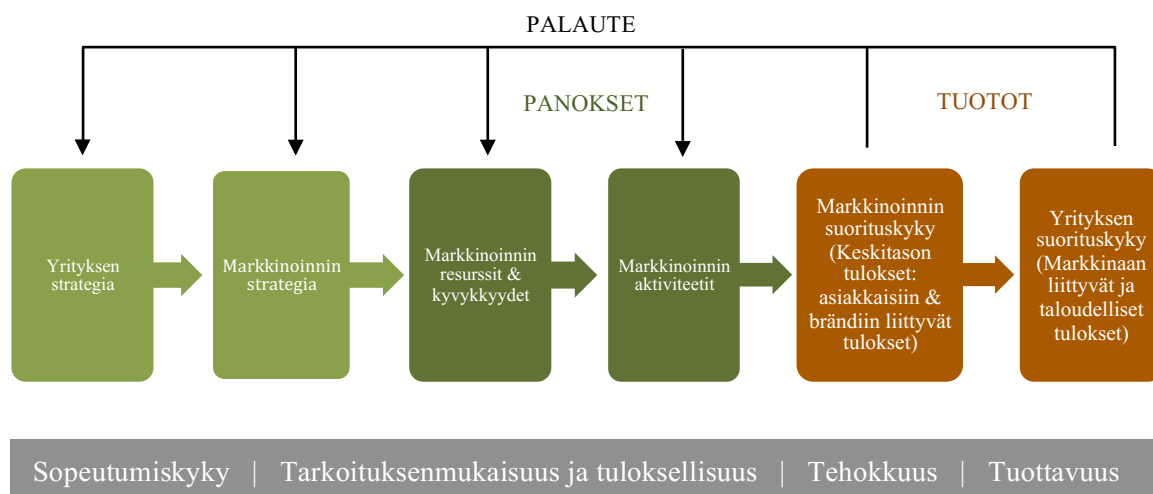 PALAUTE
PANOKSET
TUOTOT
Yrityksen
strategia
Markkinoinnin
strategia
Markkinoinnin
resurssit &
kyvykkyydet
Markkinoinnin
aktiviteetit
Markkinoinnin
suorituskyky
(Keskitason
tulokset:
asiakkaisiin &
brändiin liittyvät
tulokset)
Yrityksen
suorituskyky
(Markkinaan
liittyvät ja
taloudelliset
tulokset)
Sopeutumiskyky | Tarkoituksenmukaisuus ja tuloksellisuus | Tehokkuus | Tuottavuus